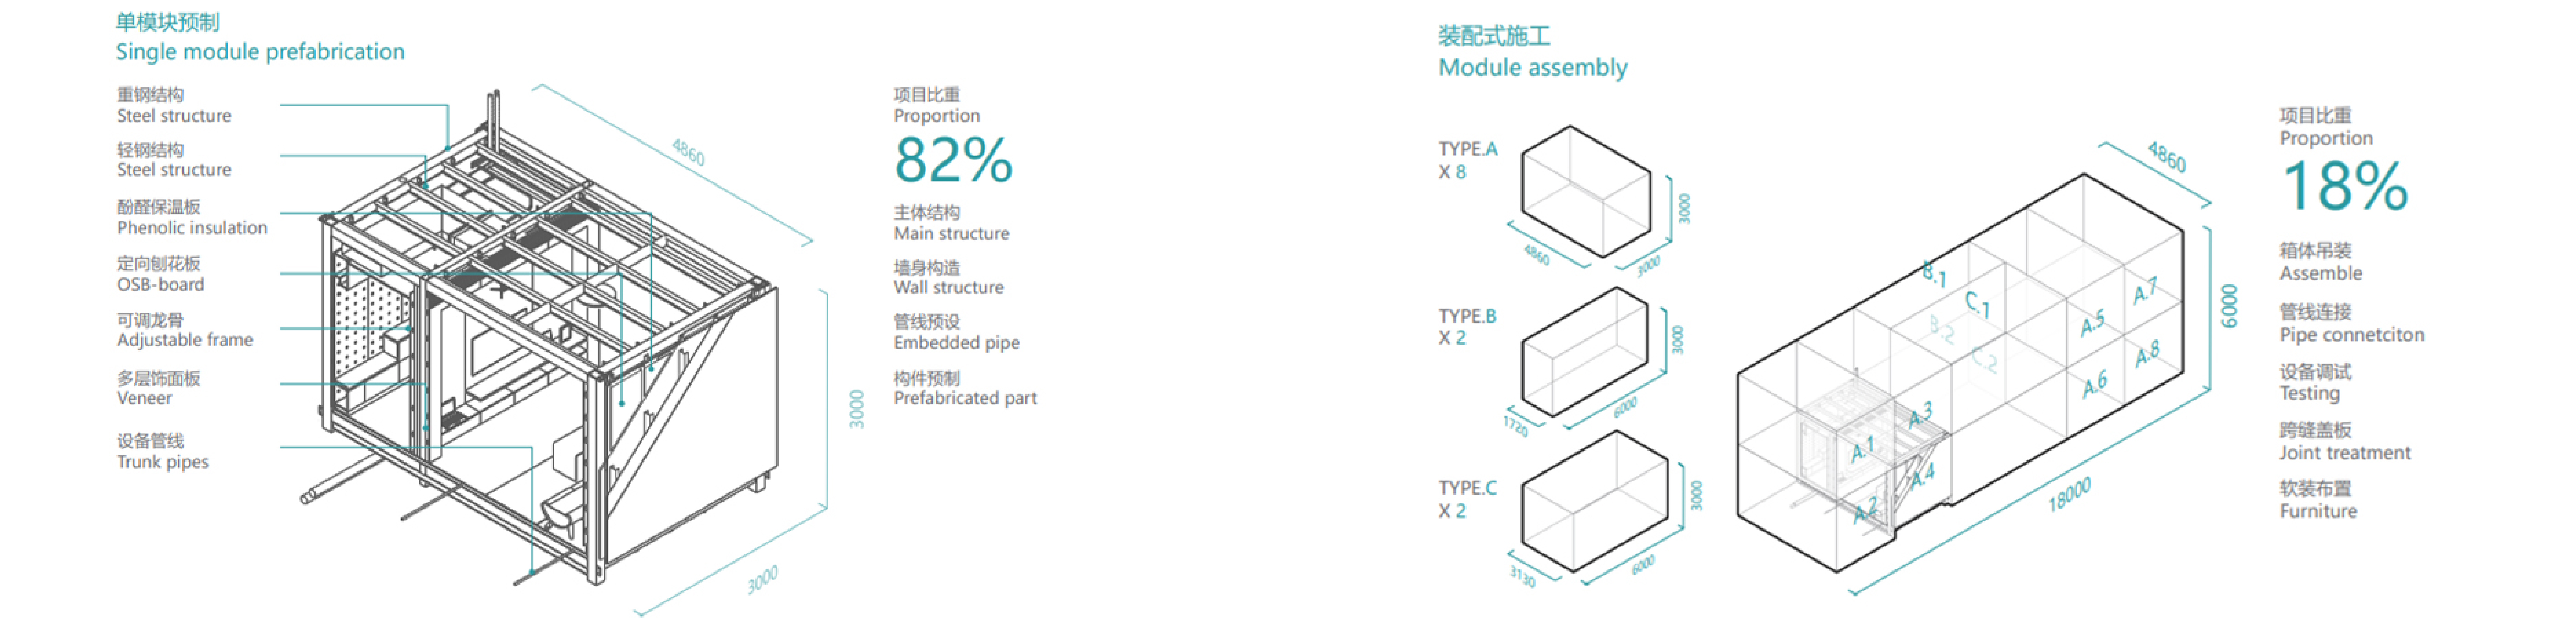 单模块预制
Single module prefabrication
重钢结构
Steel structure
轻钢结构
Steel structure
酚醛保温板
Phenolic insulation
定向刨花板
OSB-board
可调龙骨
Adjustable frame
多层饰面板
Veneer
设备管线
Trunk pipes
4860
3000
3000
项目比重
Proportion
82%
主体结构
Main structure
墙身构造
Wall structure
管线预设
Embedded pipe
构件预制
Prefabricated part
装配式施工
Module assembly
TYPE.A
X 8
4860
3000
3000
TYPE.B
X 2
1720
6000
3000
TYPE.C
X 2
3130
6000
3000
B.1
C.1
B.2
C.2
A.7
A.5
A.8
A.6
A.3
A.1
A.4
A.2
4860
6000
18000
项目比重
Proportion
18%
箱体吊装
Assemble
管线连接
Pipe connetciton
设备调试
Testing
跨缝盖板
Joint treatment
软装布置
Furniture